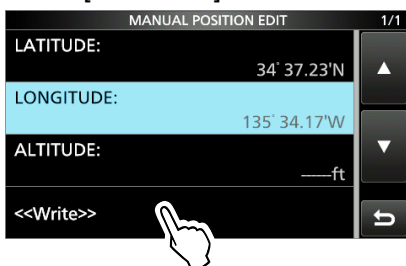 MANUAL POSITION EDIT 1/1
LATITUDE:
34°37.23'N
LONGITUDE:
135°34.17'W
ALTITUDE:
-----ft
<<Write>>